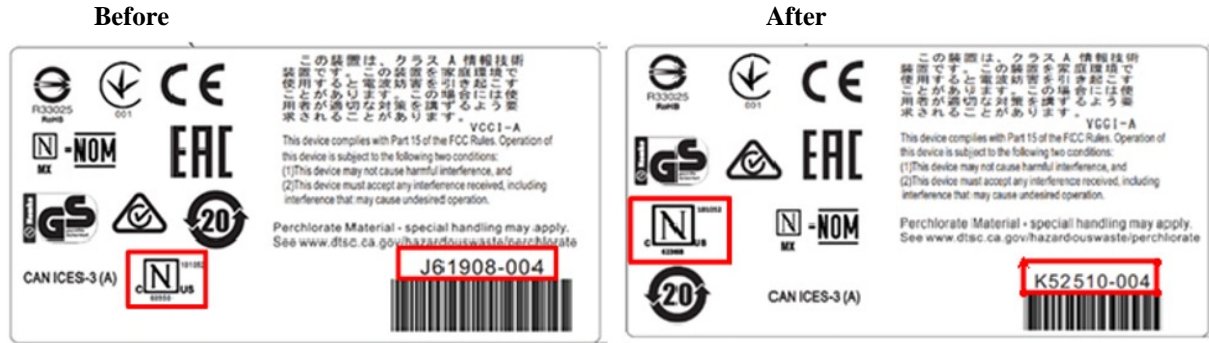 Before
After
R33025
RoHS
001
CE
N
-NOM
MX
EAC
GS
20
CAN ICES-3 (A)
N
101052
C US
60950
この装置は、クラス A 情報技術
装置です。この装置を家庭環境で
使用すると電波妨害を引き起こす
ことがあります。この場合には使
用者が適切な対策を講ずるよう要
求されることがあります。
VCCI-A
This device complies with Part 15 of the FCC Rules. Operation of
this device is subject to the following two conditions:
(1)This device may not cause harmful interference, and
(2)This device must accept any interference received, including
interference that may cause undesired operation.
Perchlorate Material - special handling may apply.
See www.dtsc.ca.gov/hazardouswaste/perchlorate
J61908-004
R33025
RoHS
001
CE
GS
EAC
N
101052
C US
62368
N
-NOM
MX
20
CAN ICES-3 (A)
この装置は、クラス A 情報技術
装置です。この装置を家庭環境で
使用すると電波妨害を引き起こす
ことがあります。この場合には使
用者が適切な対策を講ずるよう要
求されることがあります。
VCCI-A
This device complies with Part 15 of the FCC Rules. Operation of
this device is subject to the following two conditions:
(1)This device may not cause harmful interference, and
(2)This device must accept any interference received, including
interference that may cause undesired operation.
Perchlorate Material - special handling may apply.
See www.dtsc.ca.gov/hazardouswaste/perchlorate
K52510-004